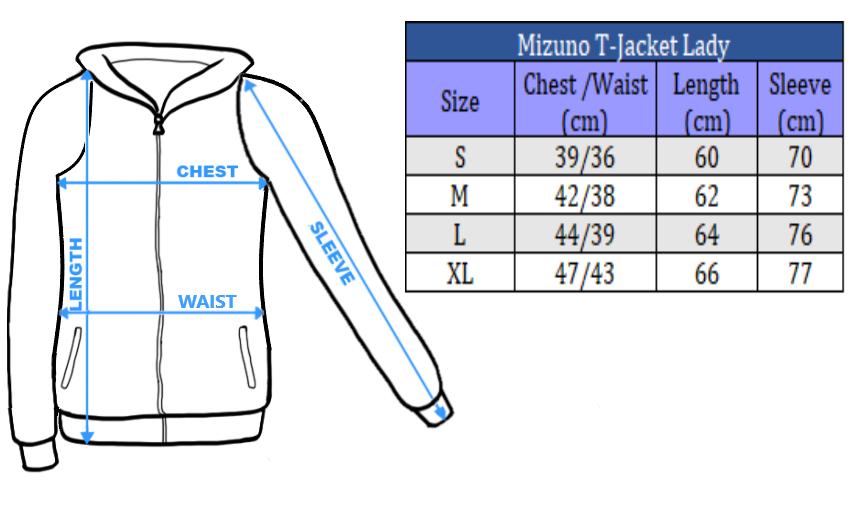 Mizuno T-Jacket Lady
Size Chest /Waist (cm) Length (cm) Sleeve (cm)
S 39/36 60 70
M 42/38 62 73
L 44/39 64 76
XL 47/43 66 77
CHEST
LENGTH
SLEEVE
WAIST